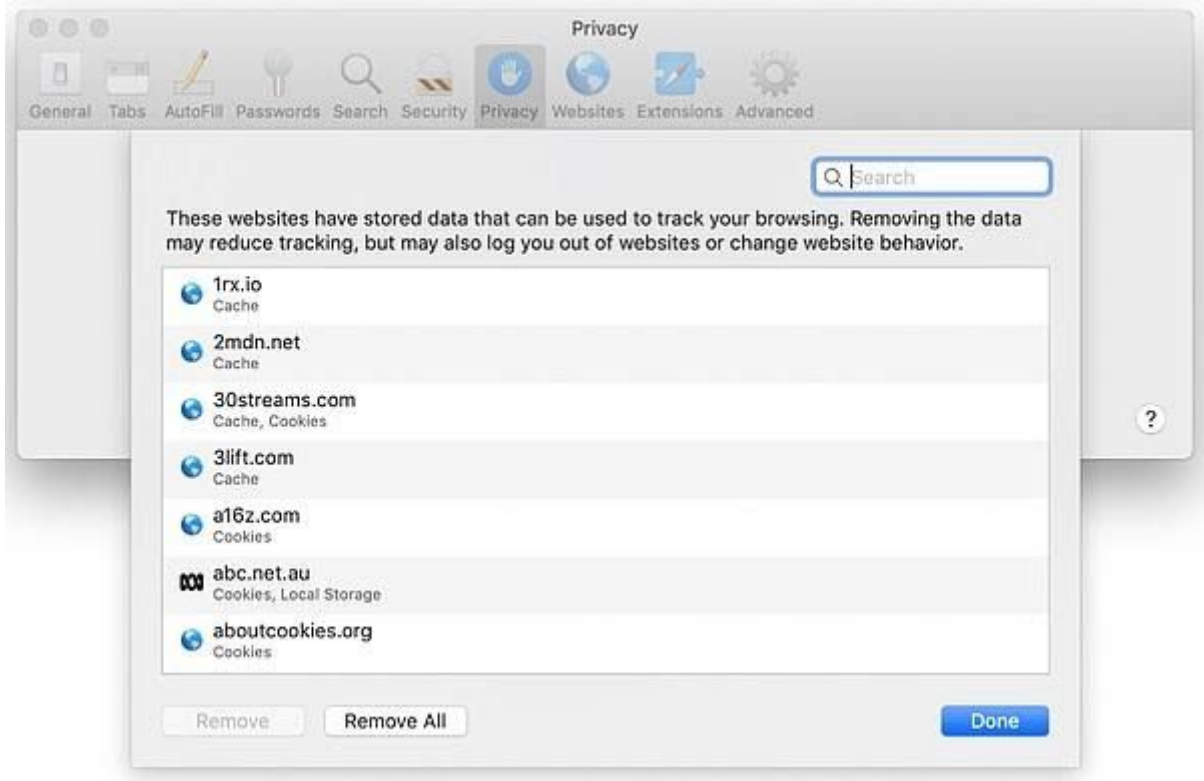 Privacy
General Tabs AutoFill Passwords Search Security Privacy Websites Extensions Advanced
Search
These websites have stored data that can be used to track your browsing. Removing the data
may reduce tracking, but may also log you out of websites or change website behavior.
1rx.io
Cache
2mdn.net
Cache
30streams.com
Cache, Cookies
3lift.com
Cache
a16z.com
Cookies
abc.net.au
Cookies, Local Storage
aboutcookies.org
Cookies
?
Remove Remove All Done